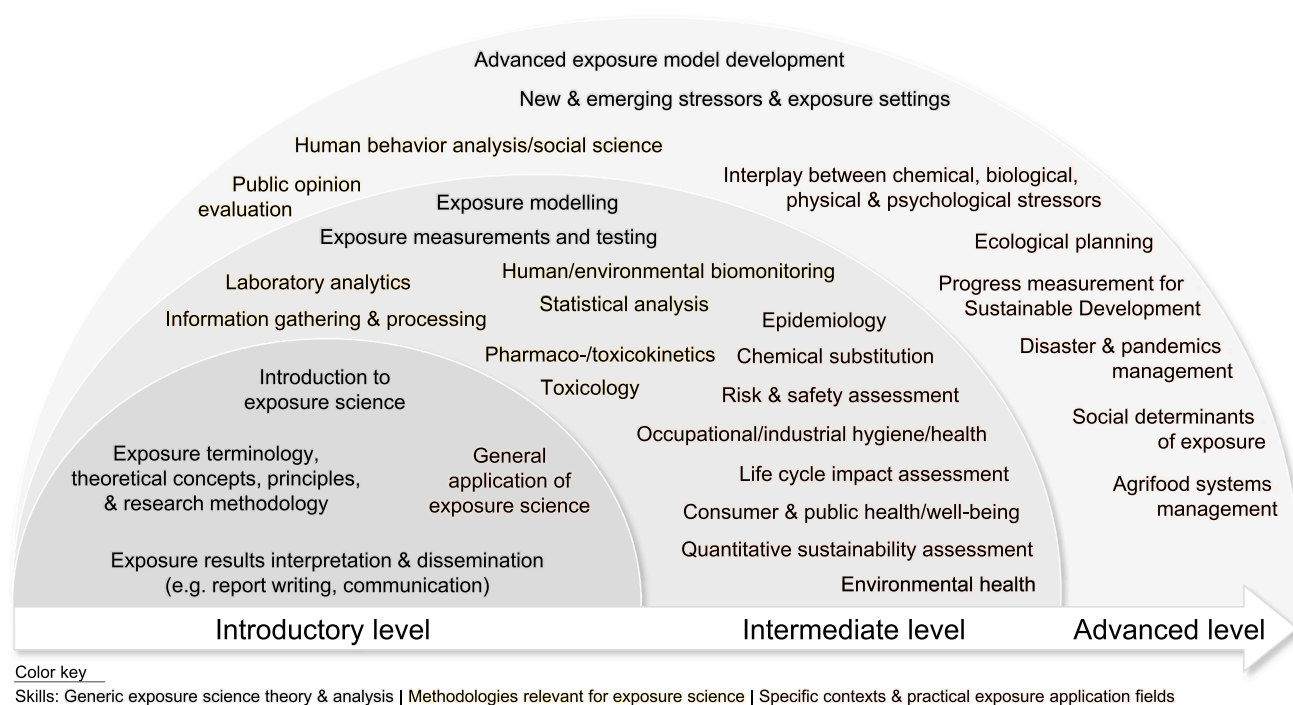 Advanced exposure model development
New & emerging stressors & exposure settings
Human behavior analysis/social science
Public opinion
evaluation
Interplay between chemical, biological,
physical & psychological stressors
Ecological planning
Progress measurement for
Sustainable Development
Disaster & pandemics
management
Social determinants
of exposure
Agrifood systems
management
Exposure modelling
Exposure measurements and testing
Laboratory analytics
Information gathering & processing
Human/environmental biomonitoring
Statistical analysis
Pharmaco-/toxicokinetics
Toxicology
Epidemiology
Chemical substitution
Risk & safety assessment
Occupational/industrial hygiene/health
Life cycle impact assessment
Consumer & public health/well-being
Quantitative sustainability assessment
Environmental health
Introduction to
exposure science
Exposure terminology,
theoretical concepts, principles,
& research methodology
General
application of
exposure science
Exposure results interpretation & dissemination
(e.g. report writing, communication)
Introductory level
Intermediate level
Advanced level
Color key
Skills: Generic exposure science theory & analysis | Methodologies relevant for exposure science | Specific contexts & practical exposure application fields